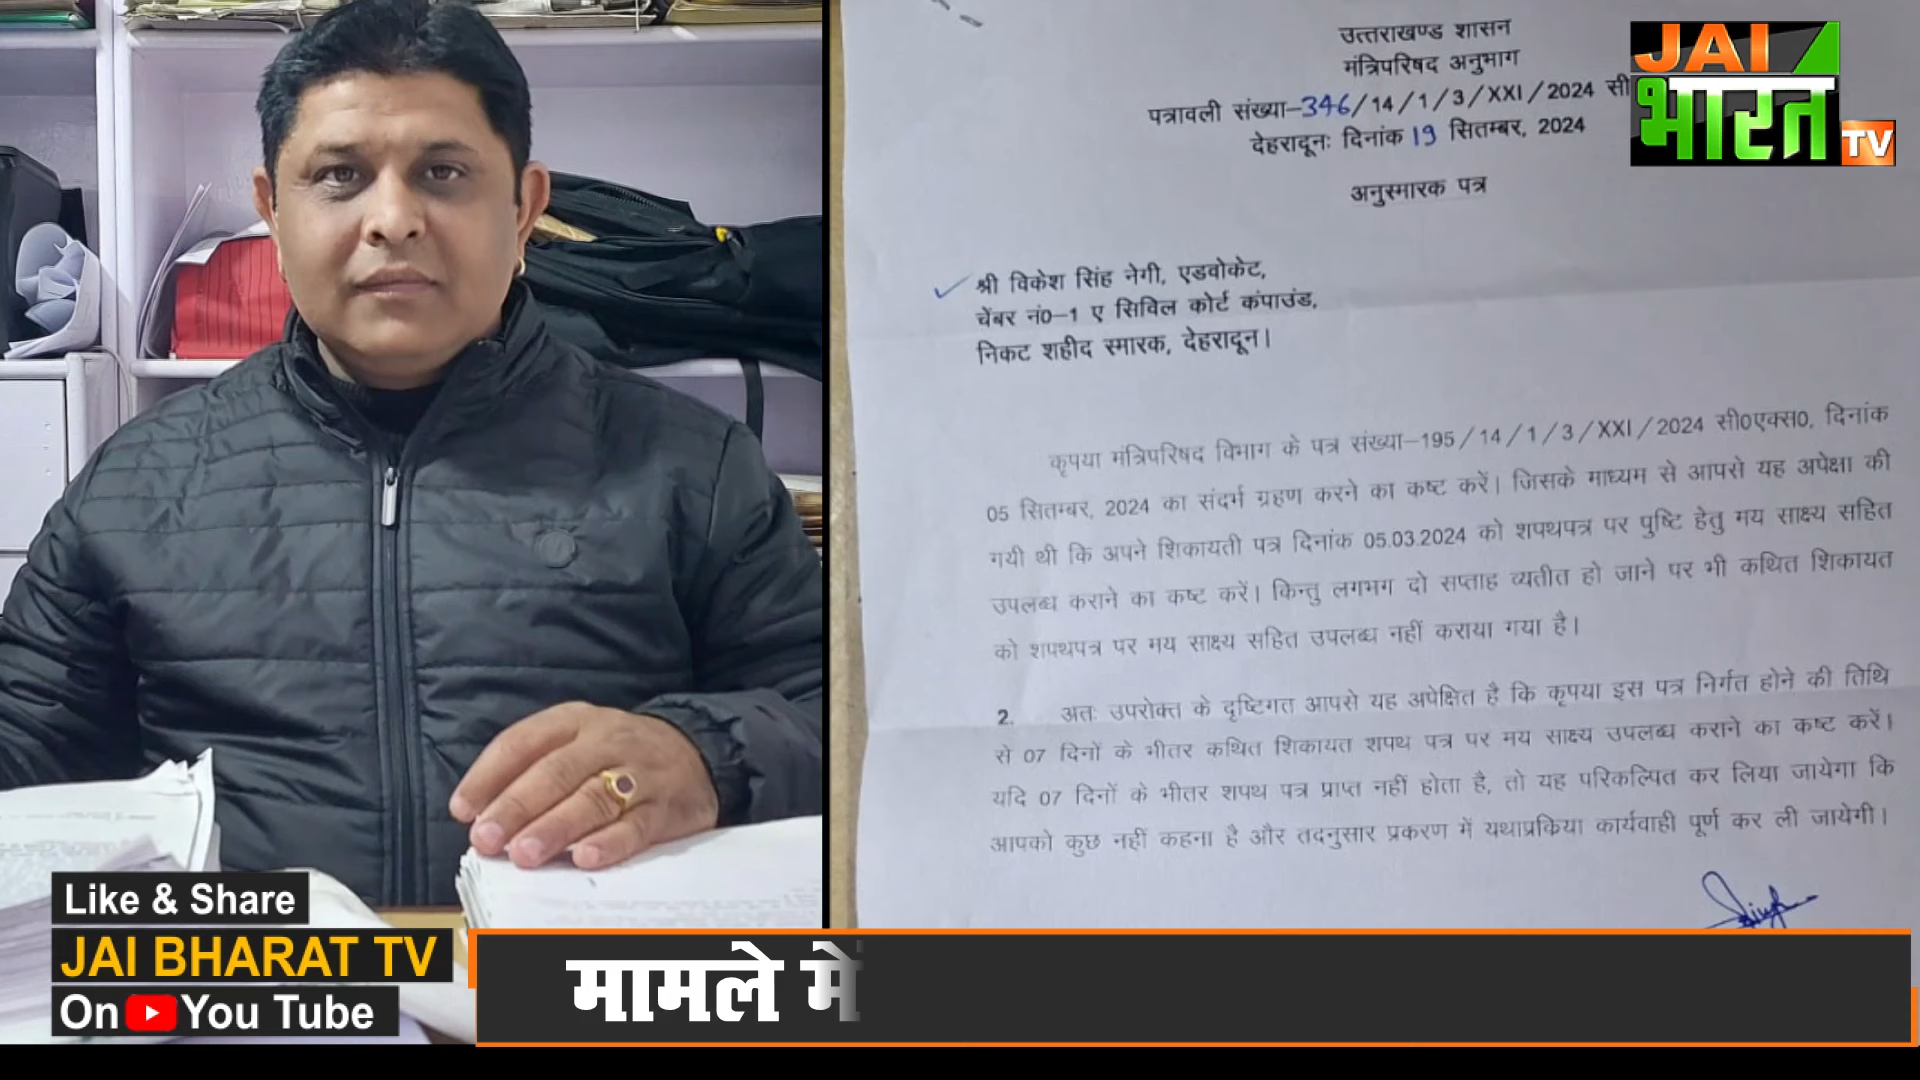 उत्तराखण्ड शासन
मंत्रिपरिषद अनुभाग
पत्रावली संख्या-346/14/1/3/XXI/2024 सी
देहरादूनः दिनांक 19 सितम्बर, 2024
अनुस्मारक पत्र
JAI
भारत
TV
श्री विकेश सिंह नेगी, एडवोकेट,
चेंबर नं0-1 ए सिविल कोर्ट कंपाउंड,
निकट शहीद स्मारक, देहरादून।
कृपया मंत्रिपरिषद विभाग के पत्र संख्या-195/14/1/3/XXI/2024 सी0एक्स0, दिनांक
05 सितम्बर, 2024 का संदर्भ ग्रहण करने का कष्ट करें। जिसके माध्यम से आपसे यह अपेक्षा की
गयी थी कि अपने शिकायती पत्र दिनांक 05.03.2024 को शपथपत्र पर पुष्टि हेतु मय साक्ष्य सहित
उपलब्ध कराने का कष्ट करें। किन्तु लगभग दो सप्ताह व्यतीत हो जाने पर भी कथित शिकायत
को शपथपत्र पर मय साक्ष्य सहित उपलब्ध नहीं कराया गया है।
2. अतः उपरोक्त के दृष्टिगत आपसे यह अपेक्षित है कि कृपया इस पत्र निर्गत होने की तिथि
से 07 दिनों के भीतर कथित शिकायत शपथ पत्र पर मय साक्ष्य उपलब्ध कराने का कष्ट करें।
यदि 07 दिनों के भीतर शपथ पत्र प्राप्त नहीं होता है, तो यह परिकल्पित कर लिया जायेगा कि
आपको कुछ नहीं कहना है और तदनुसार प्रकरण में यथाप्रक्रिया कार्यवाही पूर्ण कर ली जायेगी।
Like & Share
JAI BHARAT TV
On You Tube
मामले में